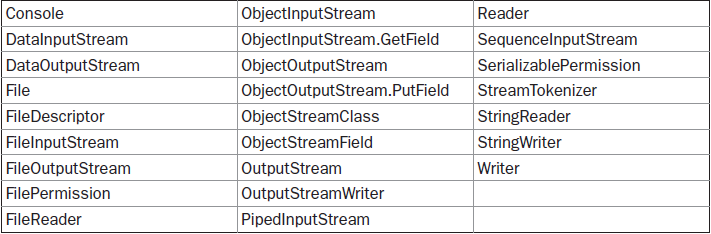 Console ObjectInputStream Reader
DataInputStream ObjectInputStream.GetField SequenceInputStream
DataOutputStream ObjectOutputStream SerializablePermission
File ObjectOutputStream.PutField StreamTokenizer
FileDescriptor ObjectStreamClass StringReader
FileInputStream ObjectStreamField StringWriter
FileOutputStream OutputStream Writer
FilePermission OutputStreamWriter
FileReader PipedInputStream